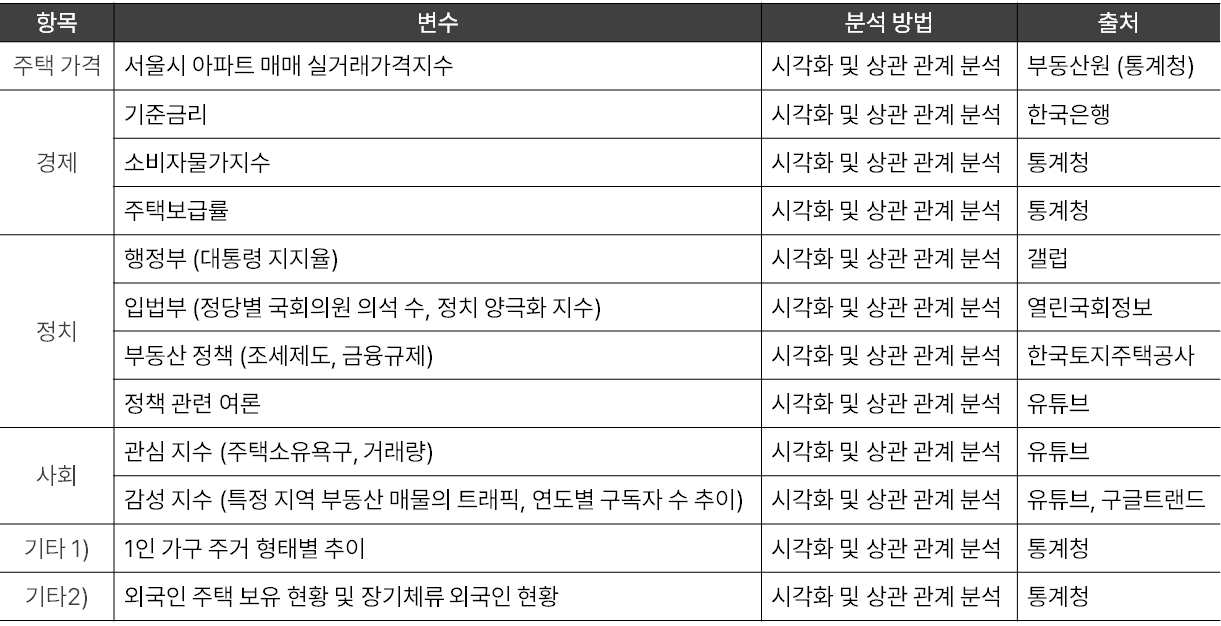 항목 변수 분석 방법 출처
주택 가격 서울시 아파트 매매 실거래가격지수 시각화 및 상관 관계 분석 부동산원 (통계청)
경제 기준금리 시각화 및 상관 관계 분석 한국은행
소비자물가지수 시각화 및 상관 관계 분석 통계청
주택보급률 시각화 및 상관 관계 분석 통계청
정치 행정부 (대통령 지지율) 시각화 및 상관 관계 분석 갤럽
입법부 (정당별 국회의원 의석 수, 정치 양극화 지수) 시각화 및 상관 관계 분석 열린국회정보
부동산 정책 (조세제도, 금융규제) 시각화 및 상관 관계 분석 한국토지주택공사
정책 관련 여론 시각화 및 상관 관계 분석 유튜브
사회 관심 지수 (주택소유욕구, 거래량) 시각화 및 상관 관계 분석 유튜브
감성 지수 (특정 지역 부동산 매물의 트래픽, 연도별 구독자 수 추이) 시각화 및 상관 관계 분석 유튜브, 구글트랜드
기타 1) 1인 가구 주거 형태별 추이 시각화 및 상관 관계 분석 통계청
기타2) 외국인 주택 보유 현황 및 장기체류 외국인 현황 시각화 및 상관 관계 분석 통계청